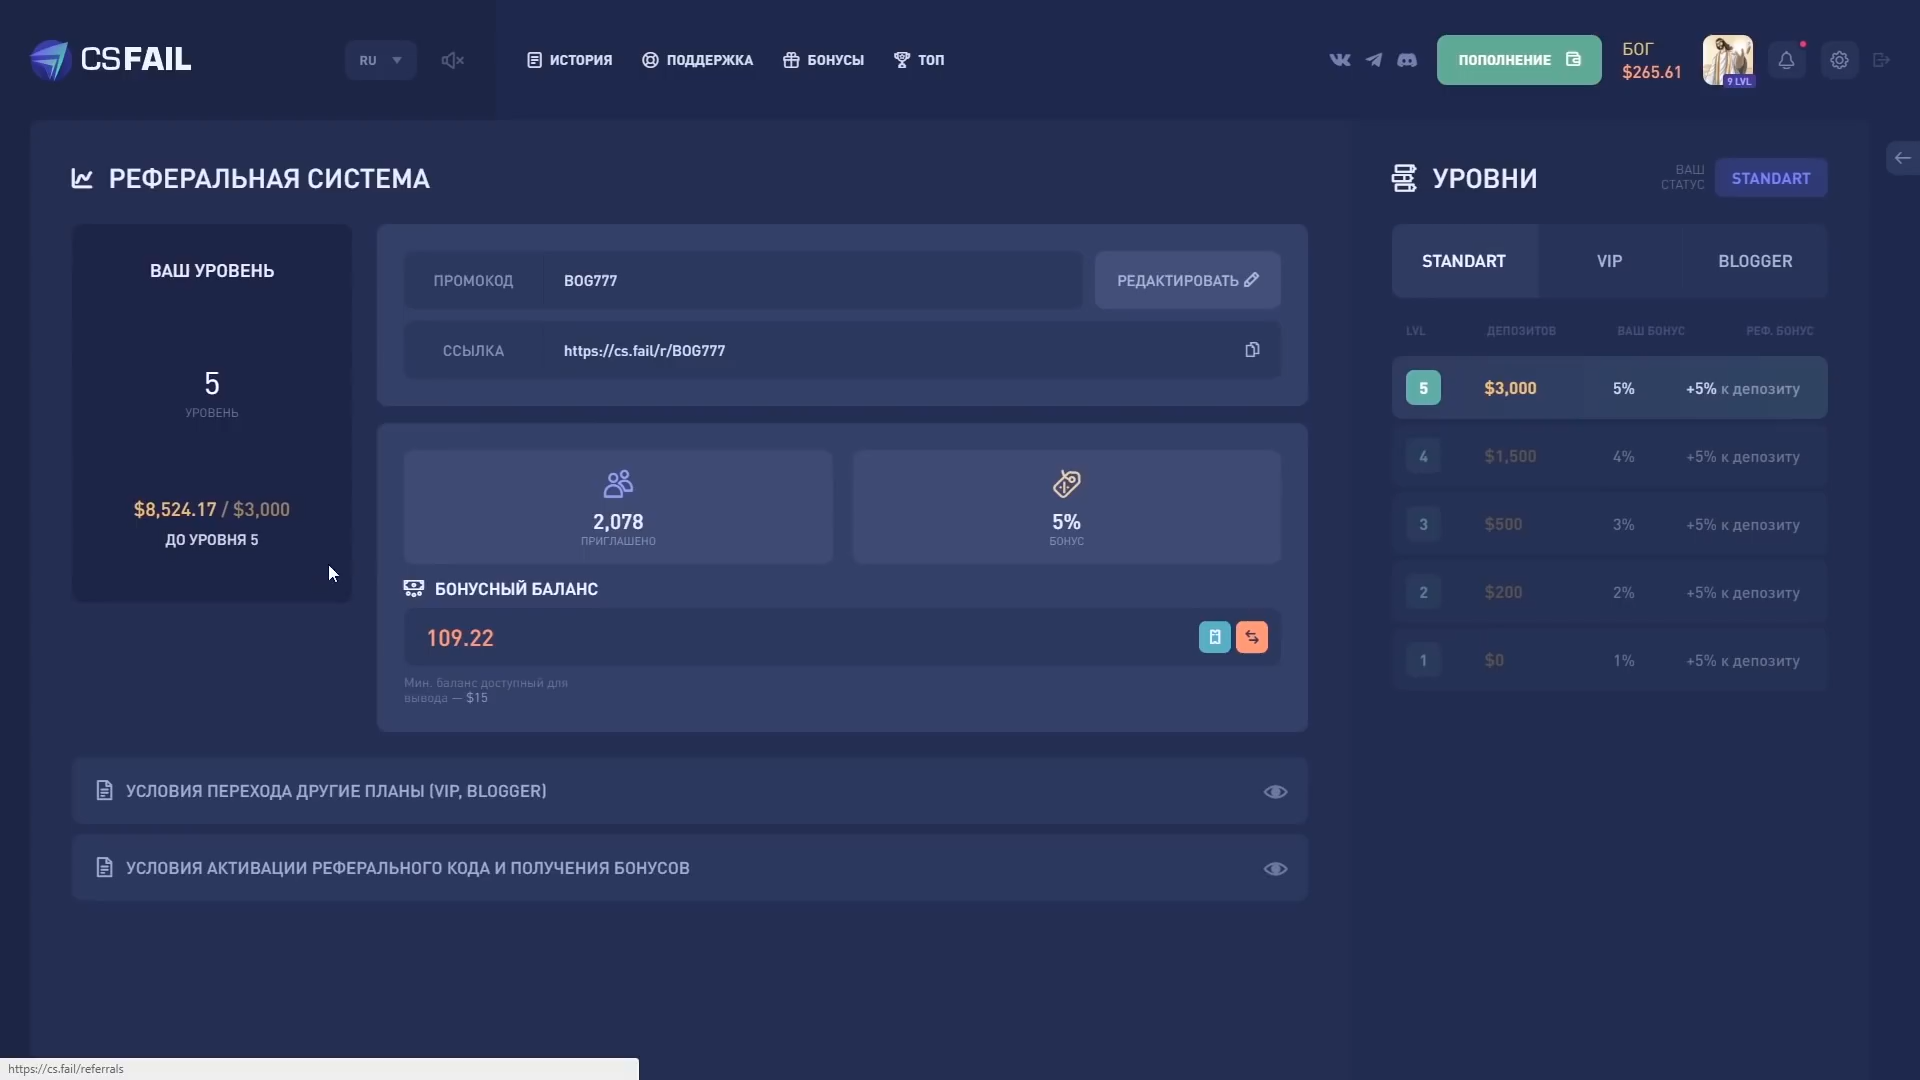 CSFAIL
RU
ИСТОРИЯ
ПОДДЕРЖКА
БОНУСЫ
ТОП
ПОПОЛНЕНИЕ
БОГ
$265.61
9 LVL
РЕФЕРАЛЬНАЯ СИСТЕМА
ВАШ УРОВЕНЬ
5
УРОВЕНЬ
$8,524.17 / $3,000
ДО УРОВНЯ 5
ПРОМОКОД
BOG777
РЕДАКТИРОВАТЬ
ССЫЛКА
https://cs.fail/r/BOG777
2,078
ПРИГЛАШЕНО
5%
БОНУС
БОНУСНЫЙ БАЛАНС
109.22
Мин. баланс доступный для
вывода — $15
УСЛОВИЯ ПЕРЕХОДА ДРУГИЕ ПЛАНЫ (VIP, BLOGGER)
УСЛОВИЯ АКТИВАЦИИ РЕФЕРАЛЬНОГО КОДА И ПОЛУЧЕНИЯ БОНУСОВ
УРОВНИ
ВАШ
СТАТУС
STANDART
STANDART VIP BLOGGER
LVL ДЕПОЗИТОВ ВАШ БОНУС РЕФ. БОНУС
5 $3,000 5% +5% к депозиту
4 $1,500 4% +5% к депозиту
3 $500 3% +5% к депозиту
2 $200 2% +5% к депозиту
1 $0 1% +5% к депозиту
https://cs.fail/referrals